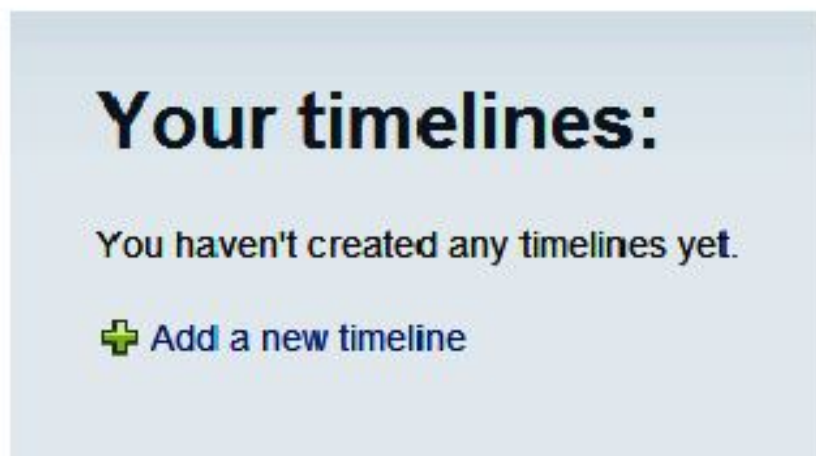 Your timelines:
You haven't created any timelines yet.
Add a new timeline